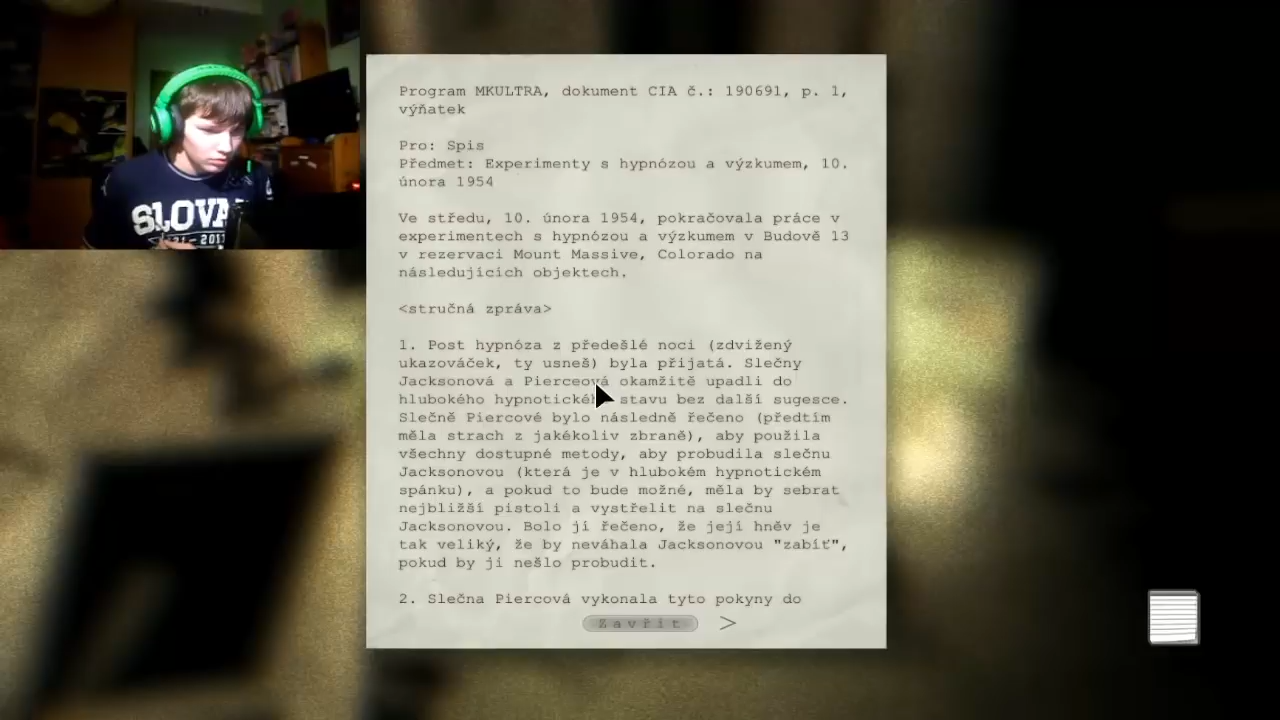 SLOVA
Program MKULTRA, dokument CIA č.: 190691, p. 1,
výňatek
Pro: Spis
Předmet: Experimenty s hypnózou a výzkumem, 10.
února 1954
Ve středu, 10. února 1954, pokračovala práce v
experimentech s hypnózou a výzkumem v Budově 13
v rezervaci Mount Massive, Colorado na
následujících objektech.
<stručná zpráva>
1. Post hypnóza z předešlé noci (zdvižený
ukazováček, ty usneš) byla přijatá. Slečny
Jacksonová a Pierceová okamžitě upadli do
hlubokého hypnotického stavu bez další sugesce.
Slečně Piercové bylo následně řečeno (předtím
měla strach z jakékoliv zbraně), aby použila
všechny dostupné metody, aby probudila slečnu
Jacksonovou (která je v hlubokém hypnotickém
spánku), a pokud to bude možné, měla by sebrat
nejbližší pistoli a vystřelit na slečnu
Jacksonovou. Bolo jí řečeno, že její hněv je
tak veliký, že by neváhala Jacksonovou "zabíť",
pokud by ji nešlo probudit.
2. Slečna Piercová vykonala tyto pokyny do
Zavřít >